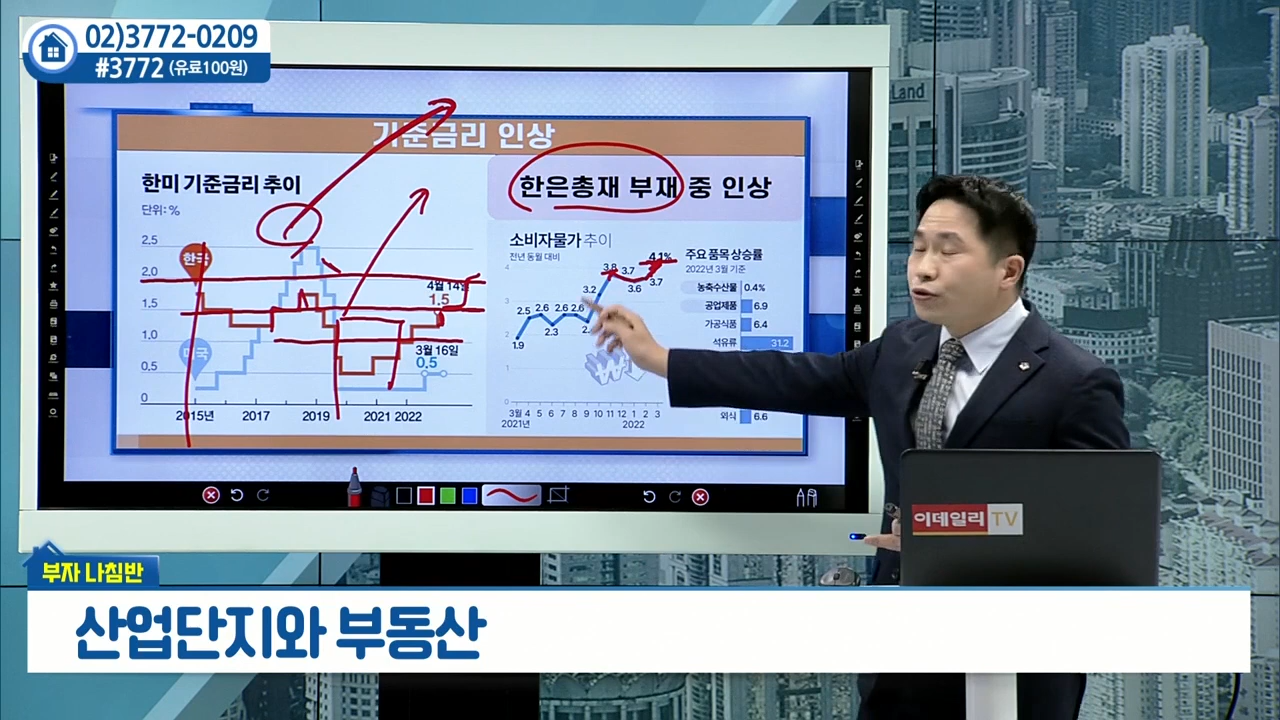 02)3772-0209
#3772 (유료100원)
기준금리 인상
한미 기준금리 추이
단위: %
2.5
2.0
1.5
1.0
0.5
0
한국
미국
4월 14일
1.5
3월 16일
0.5
2015년
2017
2019
2021 2022
한은총재 부재 중 인상
소비자물가 추이
전년 동월 대비
4
3
2
0
1.9
2.5
2.6
2.3
2.6
2.6
3.2
3.8
3.7
3.6
3.7
4.1%
3월 4 5 6 7 8 9 10 11 12 1 2 3
2021년
2022
주요 품목 상승률
2022년 3월 기준
농축수산물 0.4%
공업제품 6.9
가공식품 6.4
석유류 31.2
외식 6.6
Land
이데일리 TV
부자 나침반
산업단지와 부동산